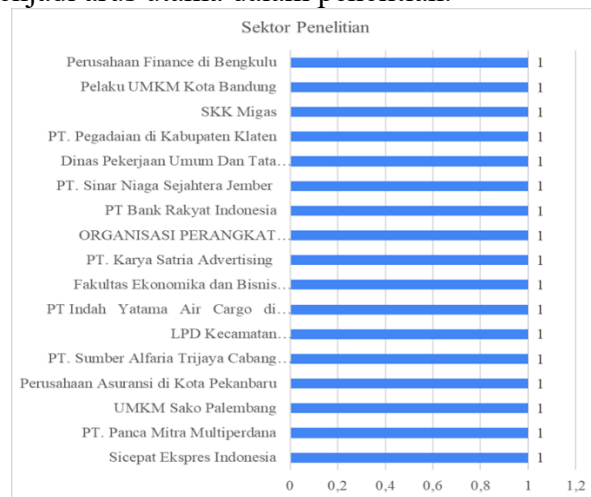 menjadi arus utama dalam penelitian.
Sektor Penelitian
Perusahaan Finance di Bengkulu 1
Pelaku UMKM Kota Bandung 1
SKK Migas 1
PT. Pegadaian di Kabupaten Klaten 1
Dinas Pekerjaan Umum Dan Tata... 1
PT. Sinar Niaga Sejahtera Jember 1
PT Bank Rakyat Indonesia 1
ORGANISASI PERANGKAT... 1
PT. Karya Satria Advertising 1
Fakultas Ekonomika dan Bisnis... 1
PT Indah Yatama Air Cargo di... 1
LPD Kecamatan... 1
PT. Sumber Alfaria Trijaya Cabang... 1
Perusahaan Asuransi di Kota Pekanbaru 1
UMKM Sako Palembang 1
PT. Panca Mitra Multiperdana 1
Sicepat Ekspres Indonesia 1
0 0,2 0,4 0,6 0,8 1 1,2